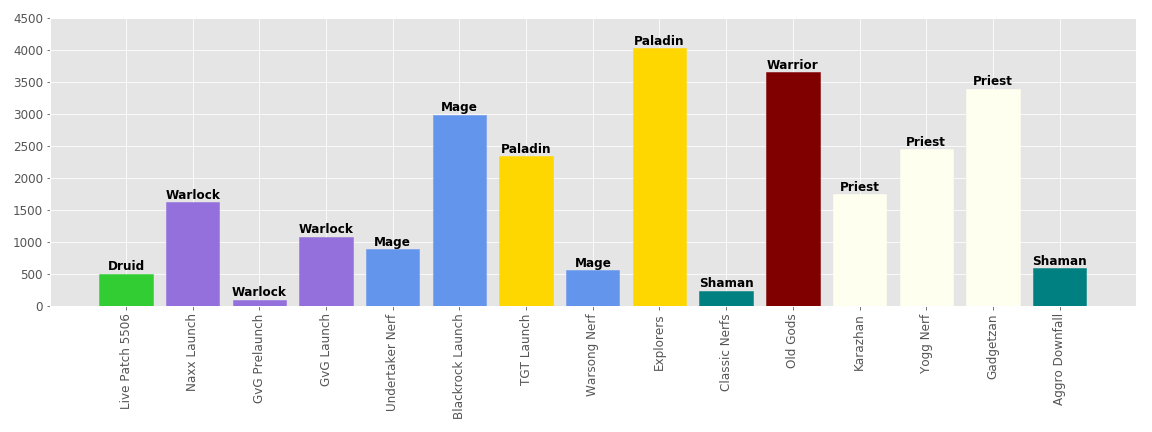 4500
4000
3500
3000
2500
2000
1500
1000
500
0
Druid
Warlock
Warlock
Warlock
Mage
Mage
Paladin
Mage
Paladin
Shaman
Warrior
Priest
Priest
Priest
Shaman
Live Patch 5506
Naxx Launch
GvG Prelaunch
GvG Launch
Undertaker Nerf
Blackrock Launch
TGT Launch
Warsong Nerf
Explorers
Classic Nerfs
Old Gods
Karazhan
Yogg Nerf
Gadgetzan
Aggro Downfall